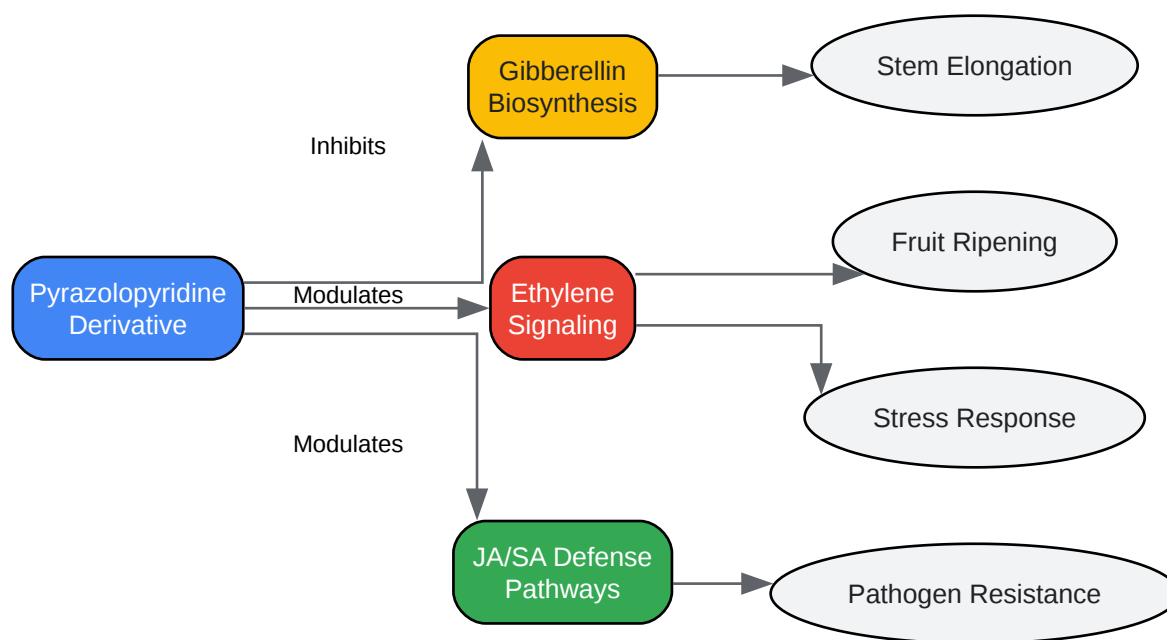 Gibberellin
Biosynthesis
Stem Elongation
Inhibits
Fruit Ripening
Pyrazolopyridine
Derivative
Modulates
Ethylene
Signaling
Stress Response
Modulates
JA/SA Defense
Pathways
Pathogen Resistance